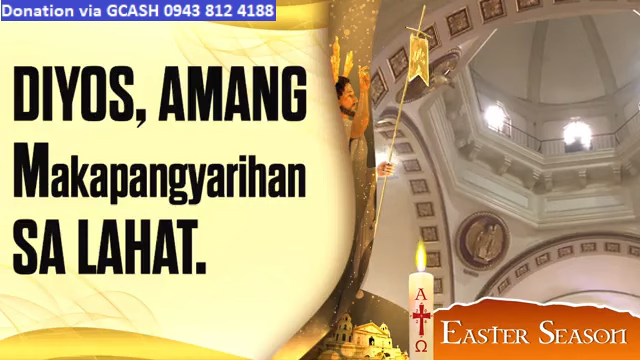 Donation via GCASH 0943 812 4188
DIYOS, AMANG
Makapangyarihan
SA LAHAT.
Α
Ω
EASTER SEASON